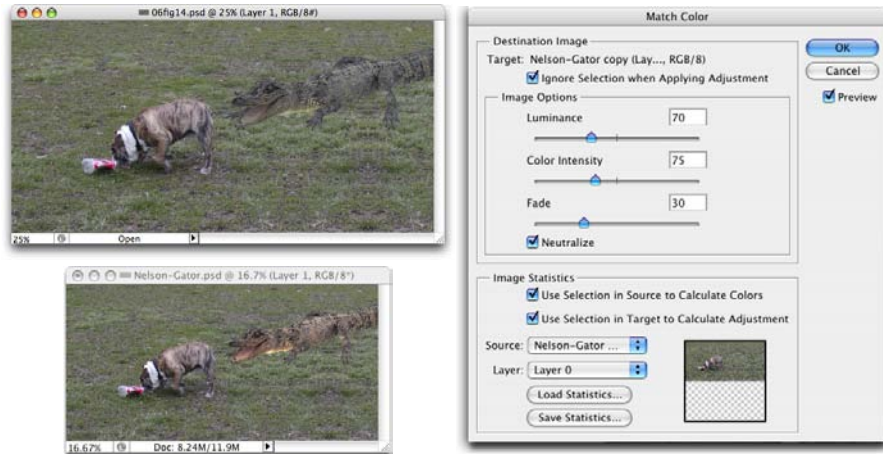 06fig14.psd @ 25% (Layer 1, RGB/8#)
25%
Open
Nelson-Gator.psd @ 16.7% (Layer 1, RGB/8*)
16.67%
Doc: 8.24M/11.9M
Match Color
Destination Image
Target: Nelson-Gator copy (Lay..., RGB/8)
Ignore Selection when Applying Adjustment
Image Options
Luminance
70
Color Intensity
75
Fade
30
Neutralize
OK
Cancel
Preview
Image Statistics
Use Selection in Source to Calculate Colors
Use Selection in Target to Calculate Adjustment
Source: Nelson-Gator ...
Layer: Layer 0
Load Statistics...
Save Statistics...